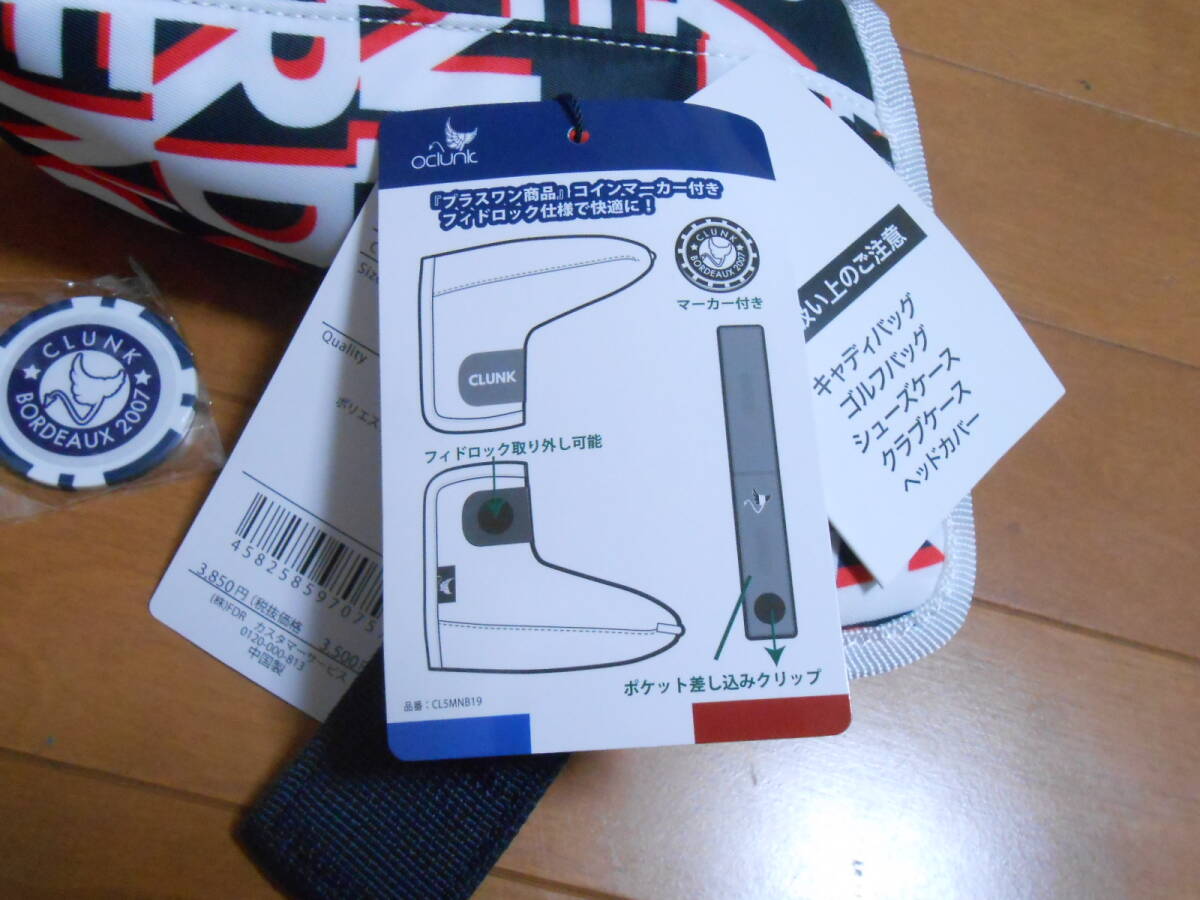 oclunk
『プラスワン商品』コインマーカー付き
フィドロック仕様で快適に！
CLUNK
BORDEAUX 2007
マーカー付き
CLUNK
フィドロック取り外し可能
ポケット差し込みクリップ
品番：CL5MNB19
CLUNK
BORDEAUX 2007
Size
Quality
ポリエス
458258597075
3,850円（税抜価格 3,500円
(株)FDR カスタマーサービス
0120-000-813
中国製
扱い上のご注意
キャディバッグ
ゴルフバッグ
シューズケース
クラブケース
ヘッドカバー